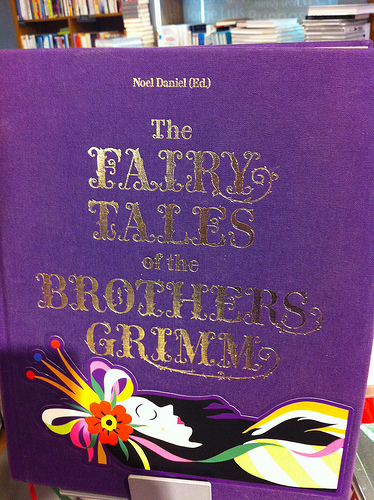 Noel Daniel (Ed.)
The
FAIRY
TALES
of the
BROTHERS
GRIMM